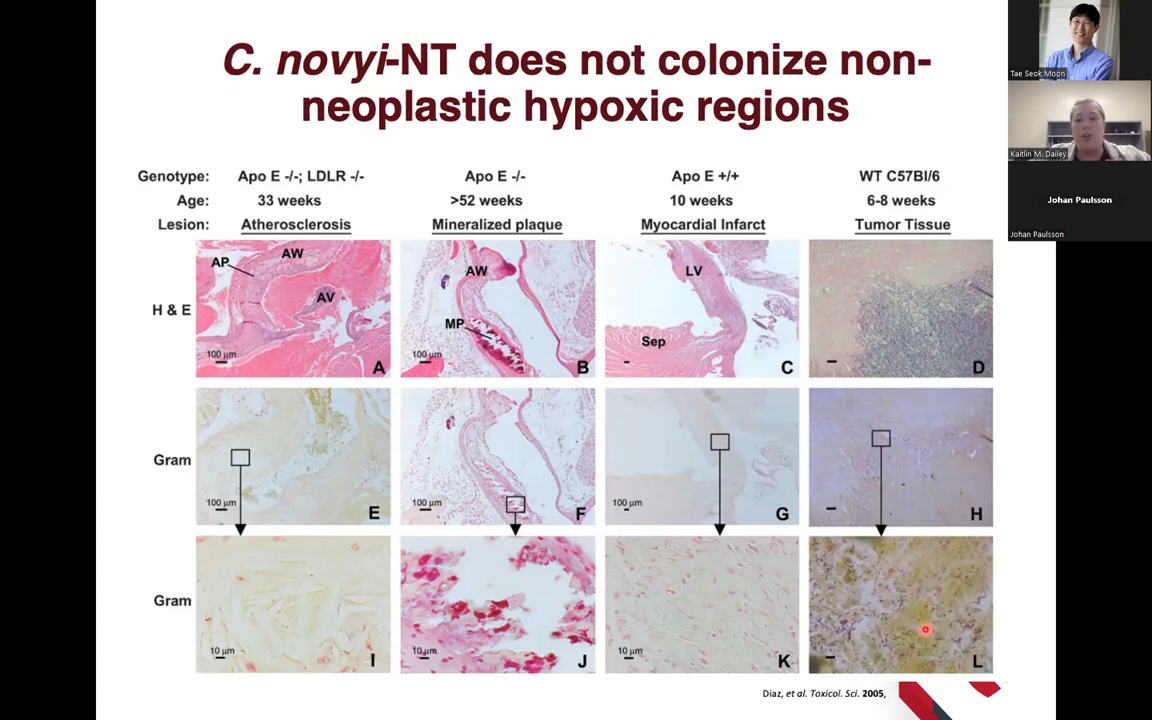 C. novyi-NT does not colonize non-
neoplastic hypoxic regions
Genotype: Apo E -/-; LDLR -/- Apo E -/- Apo E +/+ WT C57Bl/6
Age: 33 weeks >52 weeks 10 weeks 6-8 weeks
Lesion: Atherosclerosis Mineralized plaque Myocardial Infarct Tumor Tissue
H & E
AP AW AV 100 μm A
AW MP 100 μm B
LV Sep C
D
Gram
100 μm E
100 μm F
100 μm G
H
Gram
10 μm I
10 μm J
10 μm K
L
Diaz, et al. Toxicol. Sci. 2005,
Tae Seok Moon
Kaitlin M. Dailey
Johan Paulsson
Johan Paulsson